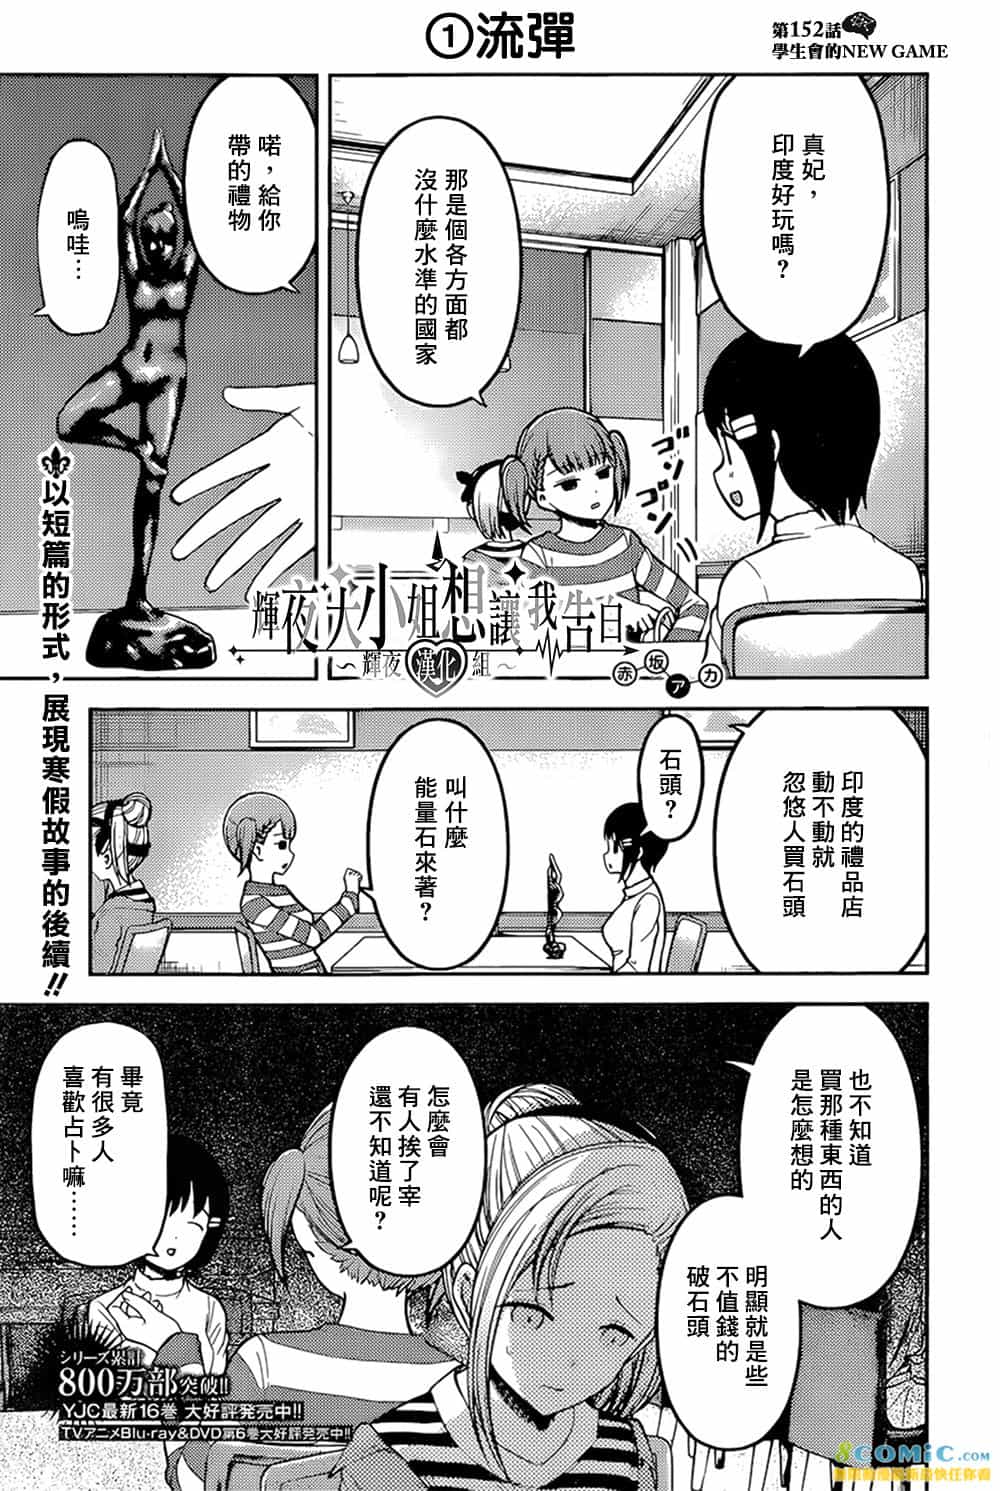 ①流彈
第152話
學生會的NEW GAME
真妃，
印度好玩嗎？
那是個各方面都
沒什麼水準的國家
ゴンゴン
喏，給你
帶的禮物
嗚哇…
輝夜大小姐想讓我告白
～輝夜漢化組～
赤坂アカ
以短篇的形式，展現寒假故事的後續!!
印度的禮品店
動不動就
忽悠人買石頭
石頭？
叫什麼
能量石來著？
也不知道
買那種東西的人
是怎麼想的
明顯就是些
不值錢的
破石頭
怎麼會
有人挨了宰
還不知道呢？
畢竟
有很多人
喜歡占卜嘛……
シリーズ累計
800万部突破!!
YJC最新16巻 大好評発売中!!
TVアニメBlu-ray&DVD第6巻大好評発売中!!
8COMIC.com